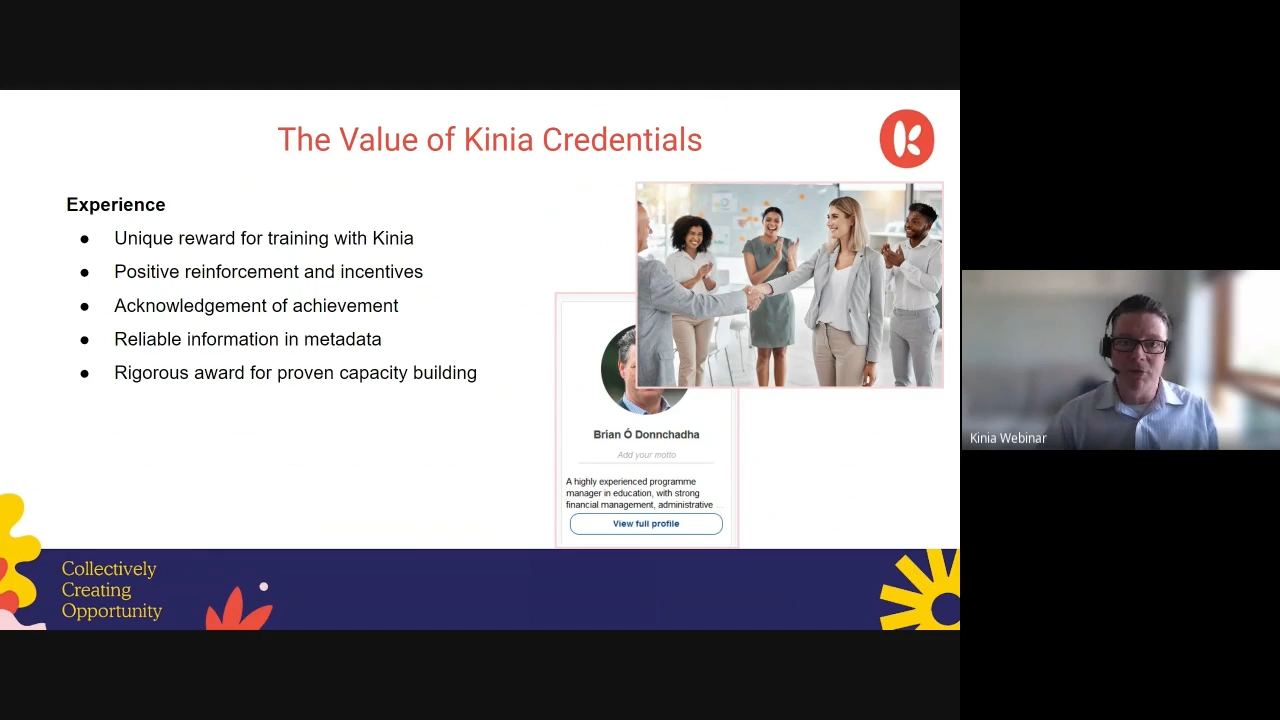 The Value of Kinia Credentials
Experience
● Unique reward for training with Kinia
● Positive reinforcement and incentives
● Acknowledgement of achievement
● Reliable information in metadata
● Rigorous award for proven capacity building
Brían Ó Donnchadha
Add your motto
A highly experienced programme
manager in education, with strong
financial management, administrative ...
View full profile
Collectively
Creating
Opportunity
Kinia Webinar